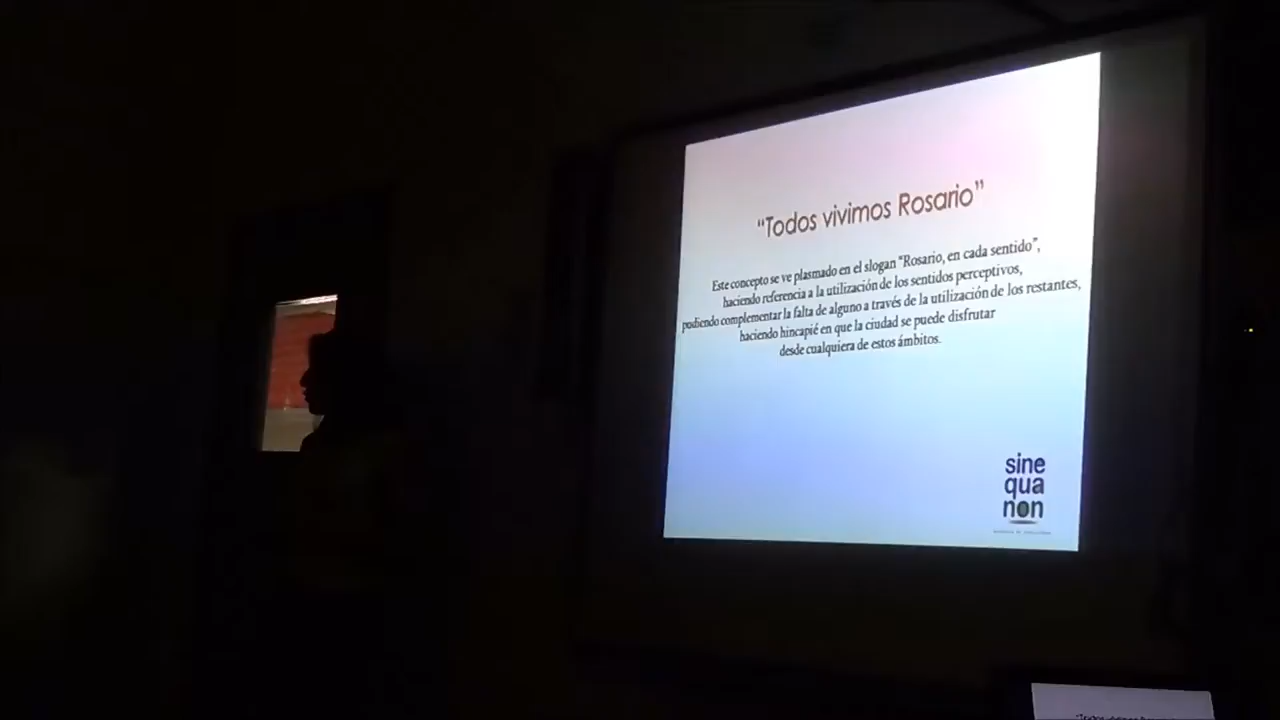 “Todos vivimos Rosario”
Este concepto se ve plasmado en el slogan “Rosario, en cada sentido”,
haciendo referencia a la utilización de los sentidos perceptivos,
pudiendo complementar la falta de alguno a través de la utilización de los restantes,
haciendo hincapié en que la ciudad se puede disfrutar
desde cualquiera de estos ámbitos.
sine
qua
non